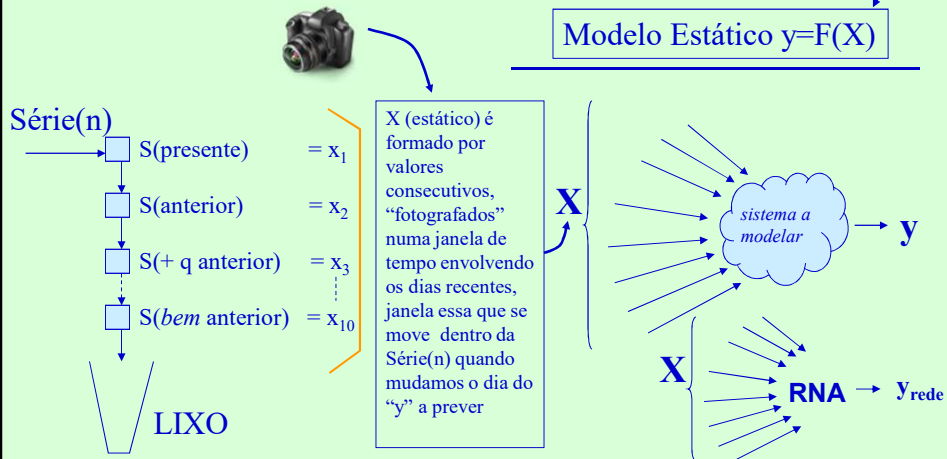 Modelo Estático y=F(X)
Série(n)
S(presente) = x1
S(anterior) = x2
S(+ q anterior) = x3
S(bem anterior) = x10
LIXO
X (estático) é
formado por
valores
consecutivos,
“fotografados”
numa janela de
tempo envolvendo
os dias recentes,
janela essa que se
move dentro da
Série(n) quando
mudamos o dia do
“y” a prever
X
sistema a
modelar
y
X
RNA
yrede